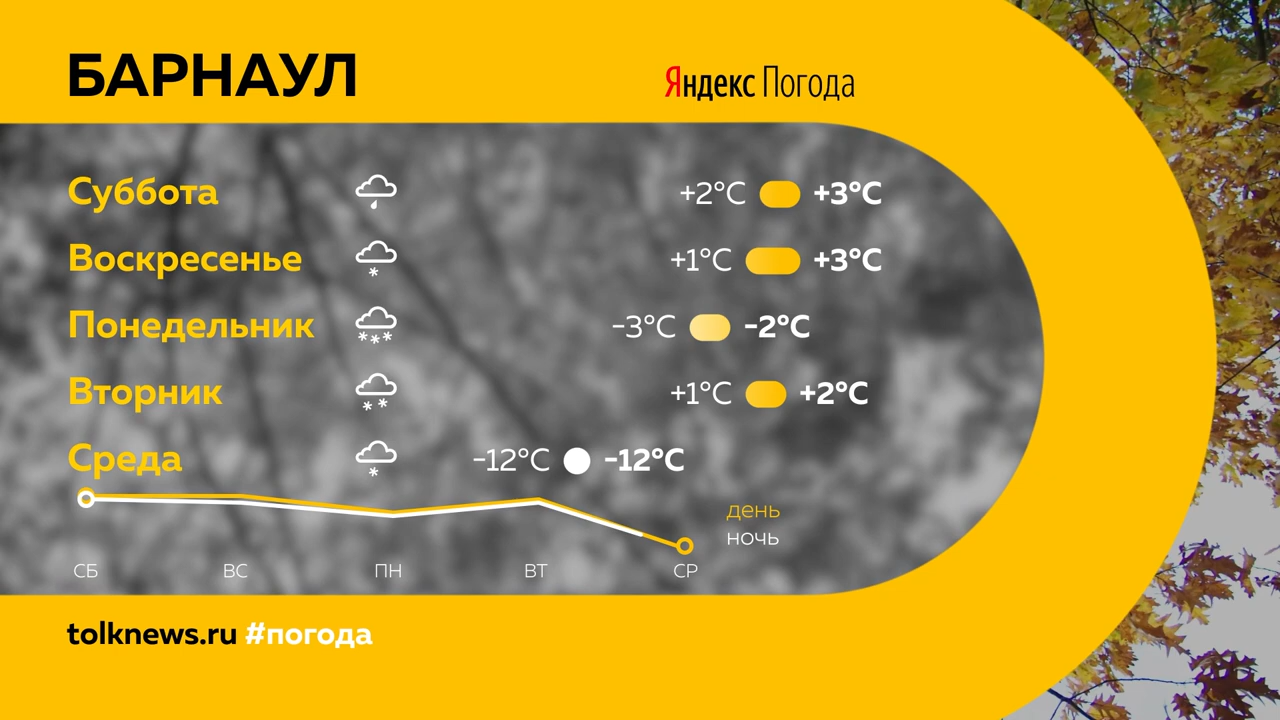 БАРНАУЛ
Яндекс Погода
Суббота +2°C +3°C
Воскресенье +1°C +3°C
Понедельник -3°C -2°C
Вторник +1°C +2°C
Среда -12°C -12°C
день
ночь
СБ ВС ПН ВТ СР
tolknews.ru #погода